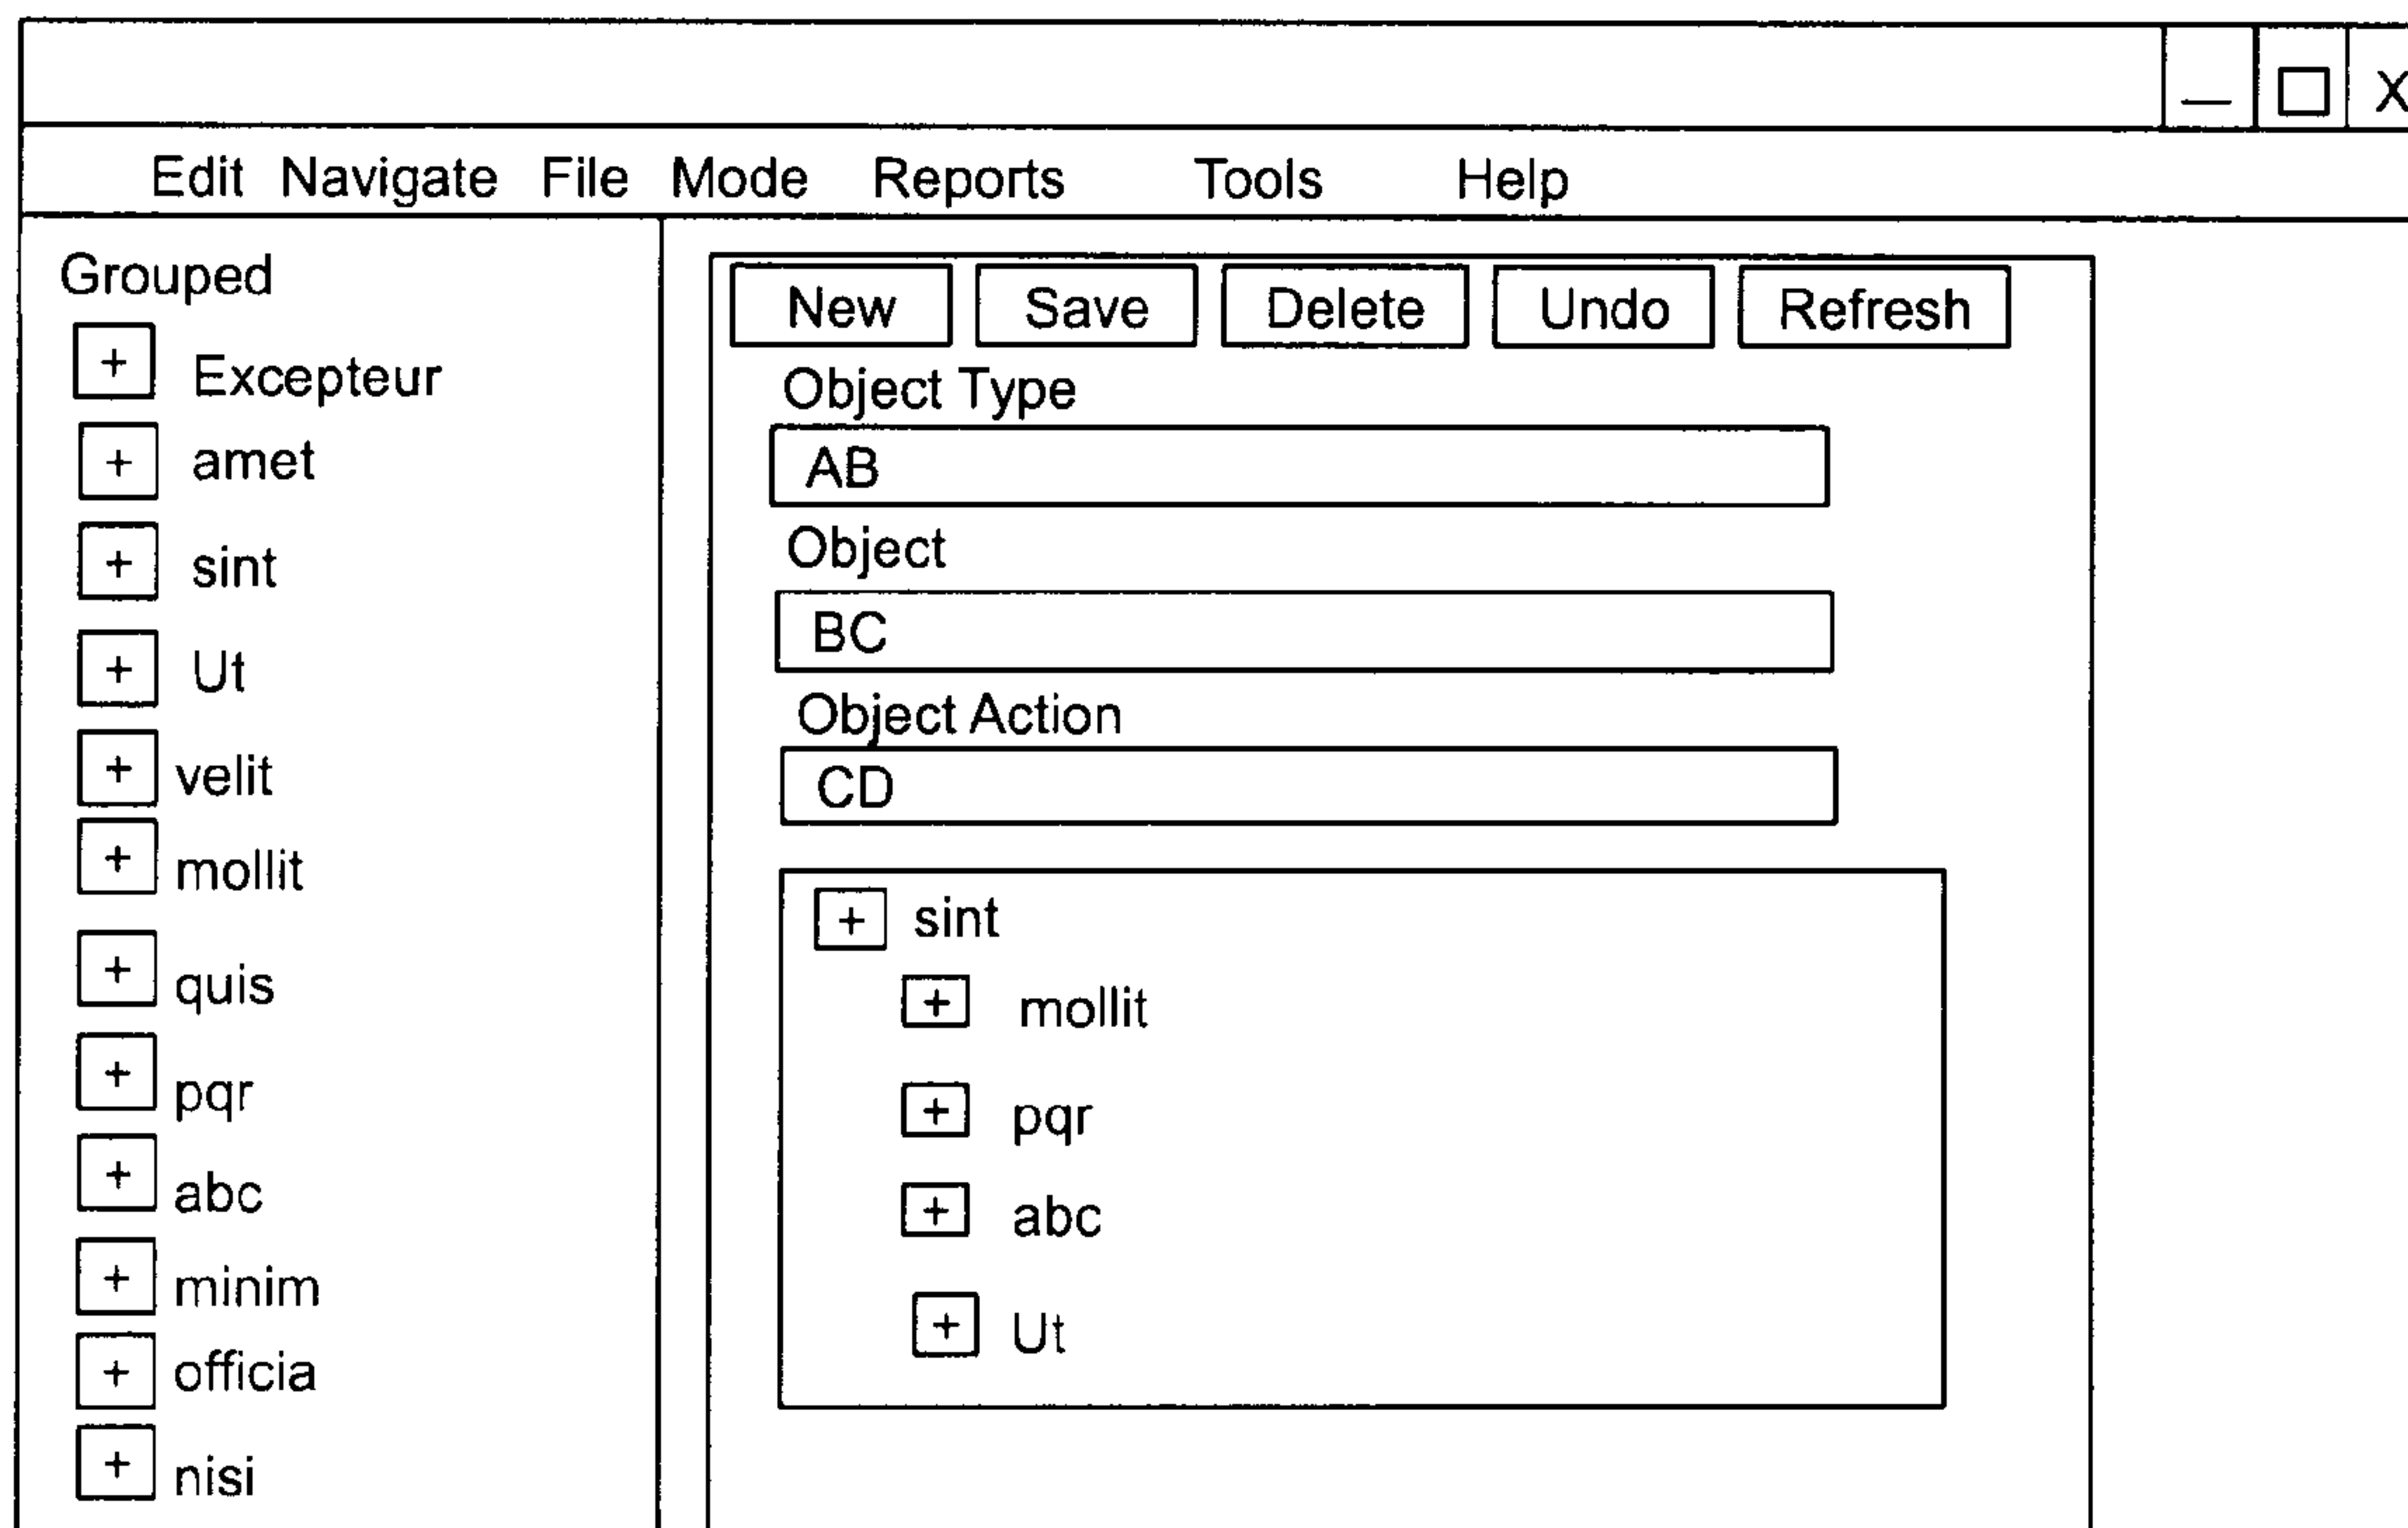 X
Edit Navigate File Mode Reports Tools Help
Grouped
+ Excepteur
+ amet
+ sint
+ Ut
+ velit
+ mollit
+ quis
+ pqr
+ abc
+ minim
+ officia
+ nisi
New Save Delete Undo Refresh
Object Type
AB
Object
BC
Object Action
CD
+ sint
+ mollit
+ pqr
+ abc
+ Ut